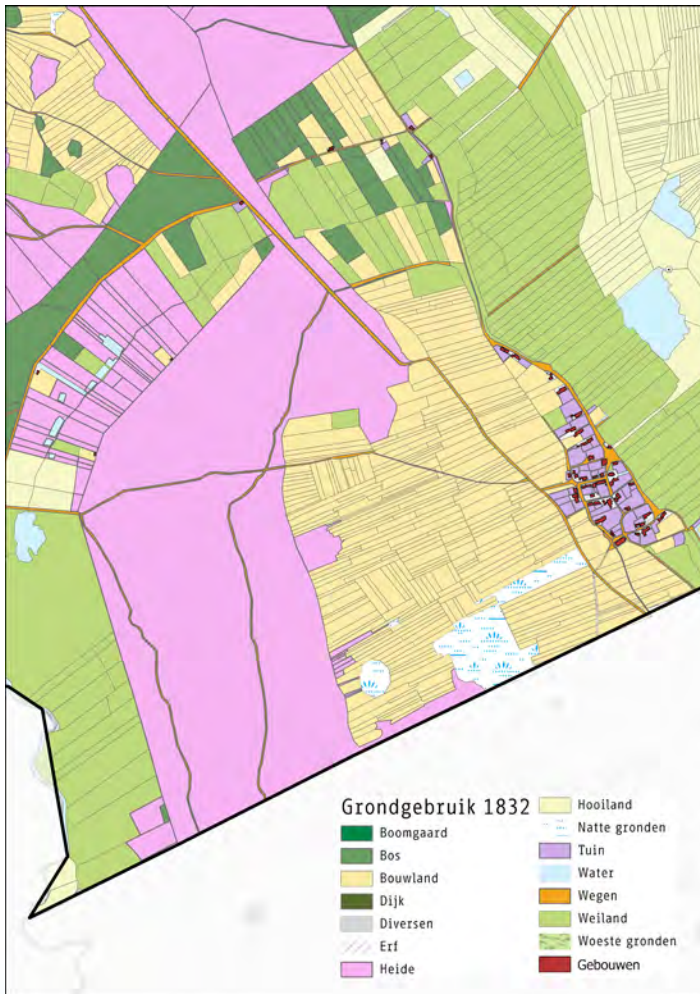 Grondgebruik 1832
Boomgaard
Bos
Bouwland
Dijk
Diversen
Erf
Heide
Hooiland
Natte gronden
Tuin
Water
Wegen
Weiland
Woeste gronden
Gebouwen